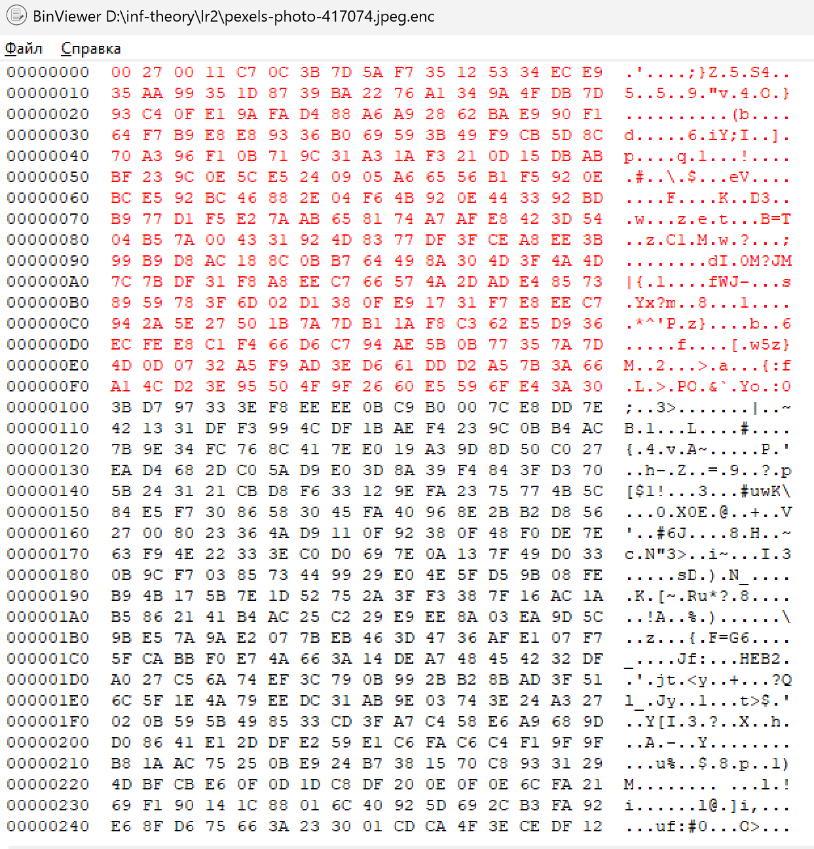 BinViewer D:\inf-theory\lr2\pexels-photo-417074.jpeg.enc
Файл Справка
00000000 00 27 00 11 C7 0C 3B 7D 5A F7 35 12 53 34 EC E9 .'....;}Z.5.S4..
00000010 35 AA 99 35 1D 87 39 BA 22 76 A1 34 9A 4F DB 7D 5..5..9."v.4.O.}
00000020 93 C4 0F E1 9A FA D4 88 A6 A9 28 62 BA E9 90 F1 ..........(b....
00000030 64 F7 B9 E8 E8 93 36 B0 69 59 3B 49 F9 CB 5D 8C d.....6.iY;I..].
00000040 70 A3 96 F1 0B 71 9C 31 A3 1A F3 21 0D 15 DB AB p....q.1...!....
00000050 BF 23 9C 0E 5C E5 24 09 05 A6 65 56 B1 F5 92 0E .#..\.$...eV....
00000060 BC E5 92 BC 46 88 2E 04 F6 4B 92 0E 44 33 92 BD ....F....K..D3..
00000070 B9 77 D1 F5 E2 7A AB 65 81 74 A7 AF E8 42 3D 54 .w...z.e.t...B=T
00000080 04 B5 7A 00 43 31 92 4D 83 77 DF 3F CE A8 EE 3B ..z.C1.M.w.?...;
00000090 99 B9 D8 AC 18 8C 0B B7 64 49 8A 30 4D 3F 4A 4D ........dI.0M?JM
000000A0 7C 7B DF 31 F8 A8 EE C7 66 57 4A 2D AD E4 85 73 |{.1....fWJ-...s
000000B0 89 59 78 3F 6D 02 D1 38 0F E9 17 31 F7 E8 EE C7 .Yx?m..8...1....
000000C0 94 2A 5E 27 50 1B 7A 7D B1 1A F8 C3 62 E5 D9 36 .*^'P.z}....b..6
000000D0 EC FE E8 C1 F4 66 D6 C7 94 AE 5B 0B 77 35 7A 7D .....f....[.w5z}
000000E0 4D 0D 07 32 A5 F9 AD 3E D6 61 DD D2 A5 7B 3A 66 M..2...>.a...{:f
000000F0 A1 4C D2 3E 95 50 4F 9F 26 60 E5 59 6F E4 3A 30 .L.>.PO.&`.Yo.:0
00000100 3B D7 97 33 3E F8 EE EE 0B C9 B0 00 7C E8 DD 7E ;..3>.......|..~
00000110 42 13 31 DF F3 99 4C DF 1B AE F4 23 9C 0B B4 AC B.1...L....#....
00000120 7B 9E 34 FC 76 8C 41 7E E0 19 A3 9D 8D 50 C0 27 {.4.v.A~.....P.'
00000130 EA D4 68 2D C0 5A D9 E0 3D 8A 39 F4 84 3F D3 70 ..h-.Z..=.9..?.p
00000140 5B 24 31 21 CB D8 F6 33 12 9E FA 23 75 77 4B 5C [$1!...3...#uwK\
00000150 84 E5 F7 30 86 58 30 45 FA 40 96 8E 2B B2 D8 56 ...0.X0E.@..+..V
00000160 27 00 80 23 36 4A D9 11 0F 92 38 0F 48 F0 DE 7E '..#6J....8.H..~
00000170 63 F9 4E 22 33 3E C0 D0 69 7E 0A 13 7F 49 D0 33 c.N"3>..i~...I.3
00000180 0B 9C F7 03 85 73 44 99 29 E0 4E 5F D5 9B 08 FE .....sD.).N_....
00000190 B9 4B 17 5B 7E 1D 52 75 2A 3F F3 38 7F 16 AC 1A .K.[~.Ru*?.8....
000001A0 B5 86 21 41 B4 AC 25 C2 29 E9 EE 8A 03 EA 9D 5C ..!A..%.)......\
000001B0 9B E5 7A 9A E2 07 7B EB 46 3D 47 36 AF E1 07 F7 ..z...{.F=G6....
000001C0 5F CA BB F0 E7 4A 66 3A 14 DE A7 48 45 42 32 DF _....Jf:...HEB2.
000001D0 A0 27 C5 6A 74 EF 3C 79 0B 99 2B B2 8B AD 3F 51 .'.jt.<y..+...?Q
000001E0 6C 5F 1E 4A 79 EE DC 31 AB 9E 03 74 3E 24 A3 27 l_.Jy..1...t>$.'
000001F0 02 0B 59 5B 49 85 33 CD 3F A7 C4 58 E6 A9 68 9D ..Y[I.3.?..X..h.
00000200 D0 86 41 E1 2D DF E2 59 E1 C6 FA C6 C4 F1 9F 9F ..A.-..Y........
00000210 B8 1A AC 75 25 0B E9 24 B7 38 15 70 C8 93 31 29 ...u%..$.8.p..1)
00000220 4D BF CB E6 0F 0D 1D C8 DF 20 0E 0F 0E 6C FA 21 M........ ...l.!
00000230 69 F1 90 14 1C 88 01 6C 40 92 5D 69 2C B3 FA 92 i......l@.]i,...
00000240 E6 8F D6 75 66 3A 23 30 01 CD CA 4F 3E CE DF 12 ...uf:#0...O>...